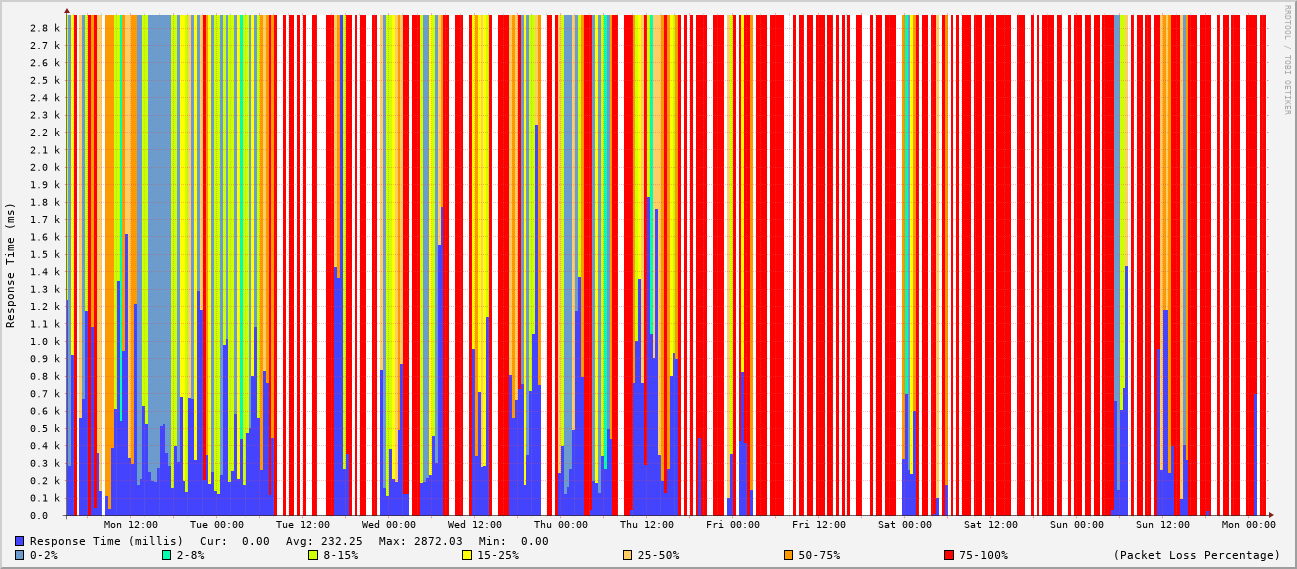 RRDTOOL / TOBI OETIKER
Response Time (ms)
2.8 k
2.7 k
2.6 k
2.5 k
2.4 k
2.3 k
2.2 k
2.1 k
2.0 k
1.9 k
1.8 k
1.7 k
1.6 k
1.5 k
1.4 k
1.3 k
1.2 k
1.1 k
1.0 k
0.9 k
0.8 k
0.7 k
0.6 k
0.5 k
0.4 k
0.3 k
0.2 k
0.1 k
0.0
Mon 12:00 Tue 00:00 Tue 12:00 Wed 00:00 Wed 12:00 Thu 00:00 Thu 12:00 Fri 00:00 Fri 12:00 Sat 00:00 Sat 12:00 Sun 00:00 Sun 12:00 Mon 00:00
Response Time (millis) Cur: 0.00 Avg: 232.25 Max: 2872.03 Min: 0.00
0-2% 2-8% 8-15% 15-25% 25-50% 50-75% 75-100% (Packet Loss Percentage)